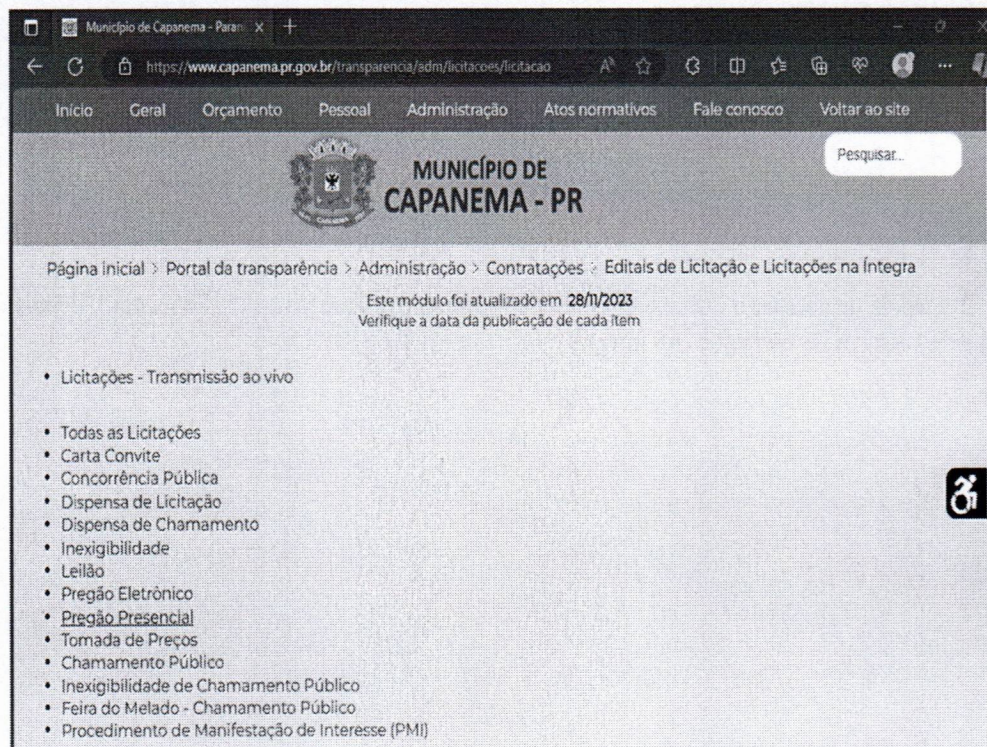 Município de Capanema - Paran
https://www.capanema.pr.gov.br/transparencia/adm/licitacoes/licitacao
Início Geral Orçamento Pessoal Administração Atos normativos Fale conosco Voltar ao site
Pesquisar...
MUNICÍPIO DE
CAPANEMA - PR
Página inicial > Portal da transparência > Administração > Contratações > Editais de Licitação e Licitações na Íntegra
Este módulo foi atualizado em 28/11/2023
Verifique a data da publicação de cada ítem
• Licitações - Transmissão ao vivo
• Todas as Licitações
• Carta Convite
• Concorrência Pública
• Dispensa de Licitação
• Dispensa de Chamamento
• Inexigibilidade
• Leilão
• Pregão Eletrônico
• Pregão Presencial
• Tomada de Preços
• Chamamento Público
• Inexigibilidade de Chamamento Público
• Feira do Melado - Chamamento Público
• Procedimento de Manifestação de Interesse (PMI)